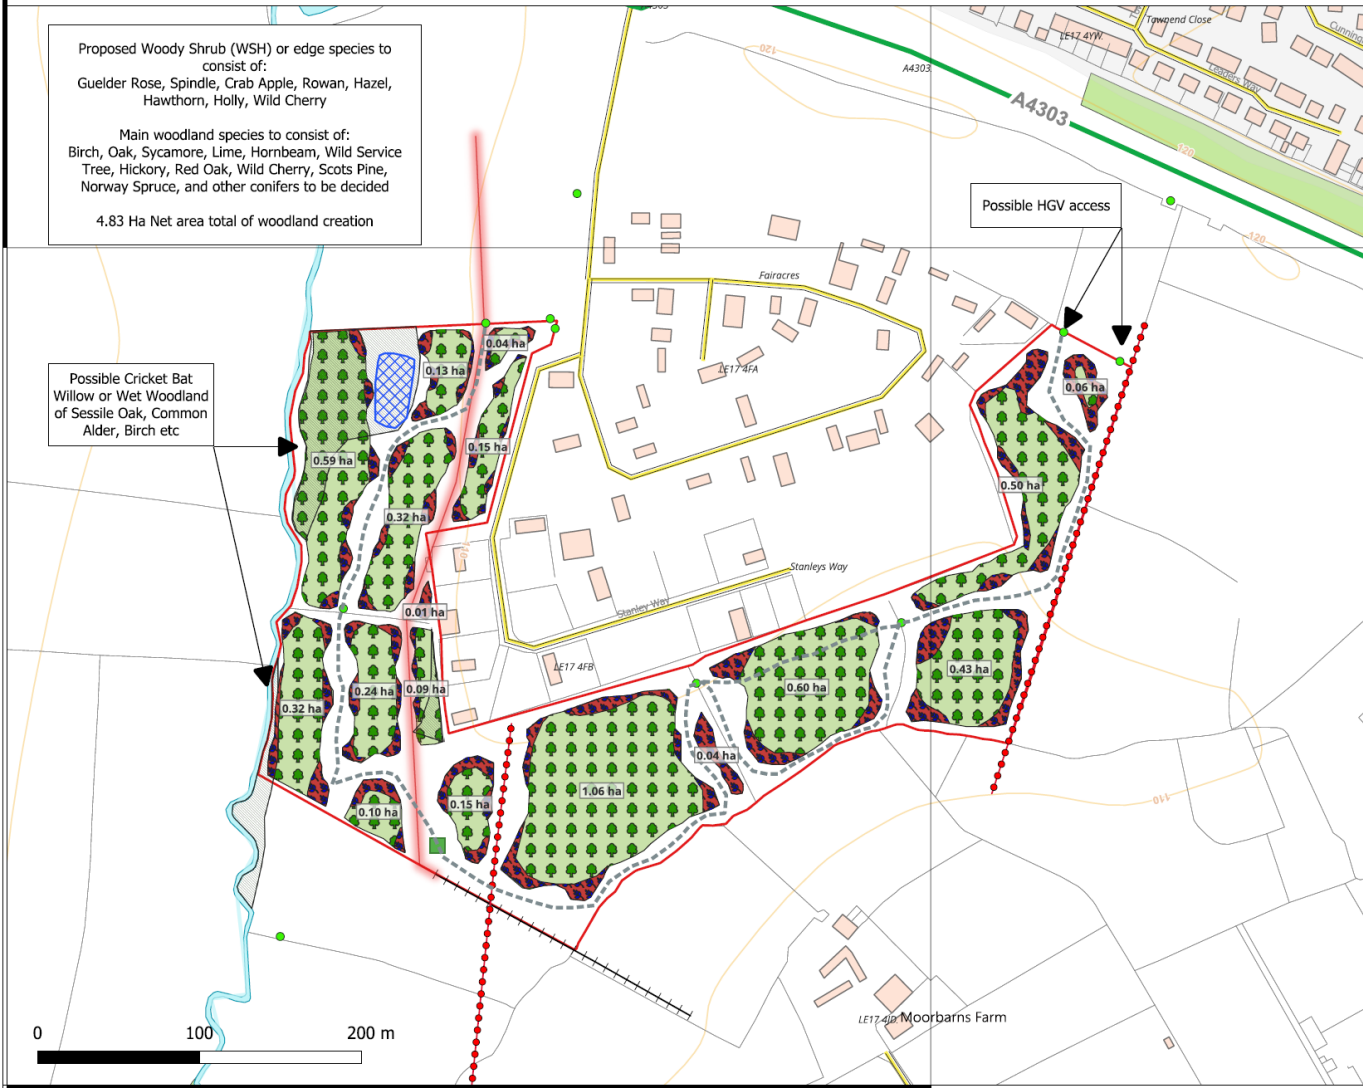 Proposed Woody Shrub (WSH) or edge species to
consist of:
Guelder Rose, Spindle, Crab Apple, Rowan, Hazel,
Hawthorn, Holly, Wild Cherry
Main woodland species to consist of:
Birch, Oak, Sycamore, Lime, Hornbeam, Wild Service
Tree, Hickory, Red Oak, Wild Cherry, Scots Pine,
Norway Spruce, and other conifers to be decided
4.83 Ha Net area total of woodland creation
120
A4303
A4303
Townend Close
LE17 4YW
Leaders Way
120
120
Possible HGV access
Fairacres
LE17 4FA
0.04 ha
0.13 ha
0.06 ha
Possible Cricket Bat
Willow or Wet Woodland
of Sessile Oak, Common
Alder, Birch etc
0.59 ha
0.15 ha
0.50 ha
0.32 ha
110
Stanleys Way
Stanley Way
0.01 ha
LE17 4FB
0.43 ha
0.32 ha
0.24 ha
0.09 ha
0.60 ha
0.04 ha
1.06 ha
0.15 ha
0.10 ha
110
LE17 4JD
Moorbarns Farm
0
100
200 m